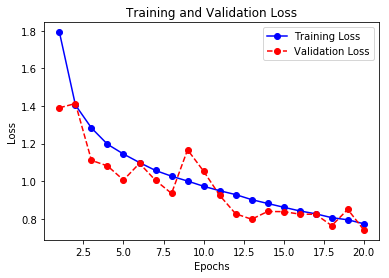 Training and Validation Loss
Training Loss
Validation Loss
1.8
1.6
1.4
1.2
1.0
0.8
Loss
2.5 5.0 7.5 10.0 12.5 15.0 17.5 20.0
Epochs